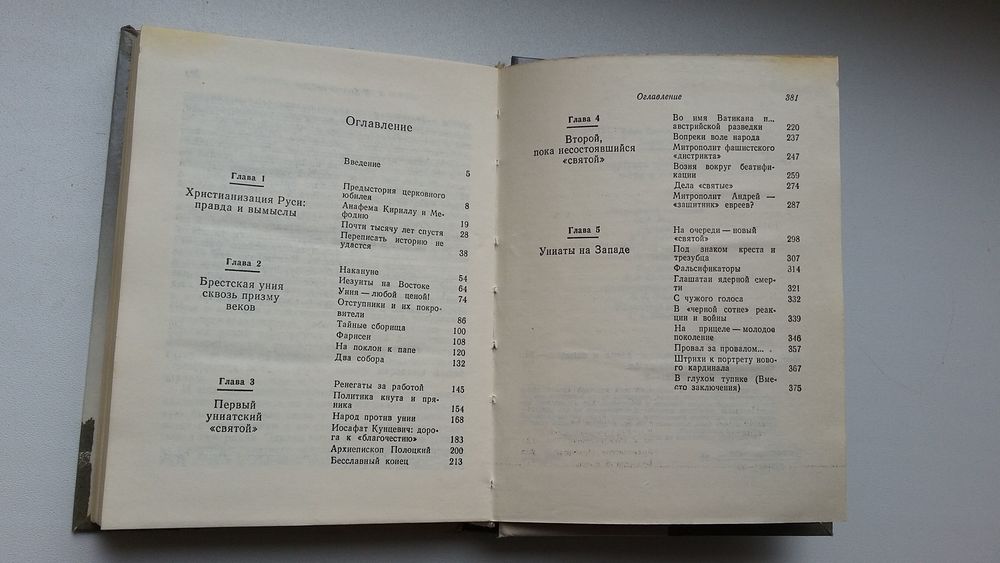 Оглавление
Введение
5
Глава 1
Христианизация Руси:
правда и вымыслы
Предыстория церковного
юбилея 8
Анафема Кириллу и Ме-
фодию 19
Почти тысячу лет спустя 28
Переписать историю не
удастся 38
Глава 2
Брестская уния
сквозь призму
веков
Накануне 54
Иезуиты на Востоке 64
Уния — любой ценой! 74
Отступники и их покро-
вители 86
Тайные сборища 100
Фарисеи 108
На поклон к папе 120
Два собора 132
Глава 3
Первый
униатский
«святой»
Ренегаты за работой 145
Политика кнута и пря-
ника 154
Народ против унии 168
Иосафат Кунцевич: доро-
га к «благочестию» 183
Архиепископ Полоцкий 200
Бесславный конец 213
Оглавление 381
Глава 4
Второй,
пока несостоявшийся
«святой»
Во имя Ватикана и...
австрийской разведки 220
Вопреки воле народа 237
Митрополит фашистского
«дистрикта» 247
Возня вокруг беатифи-
кации 259
Дела «святые» 274
Митрополит Андрей —
«защитник» евреев? 287
Глава 5
Униаты на Западе
На очереди — новый
«святой» 298
Под знаком креста и
трезубца 307
Фальсификаторы 314
Глашатаи ядерной смер-
ти 321
С чужого голоса 332
В «черной сотне» реак-
ции и войны 339
На прицеле — молодое
поколение 346
Провал за провалом... 357
Штрихи к портрету ново-
го кардинала 367
В глухом тупике (Вме-
сто заключения) 375